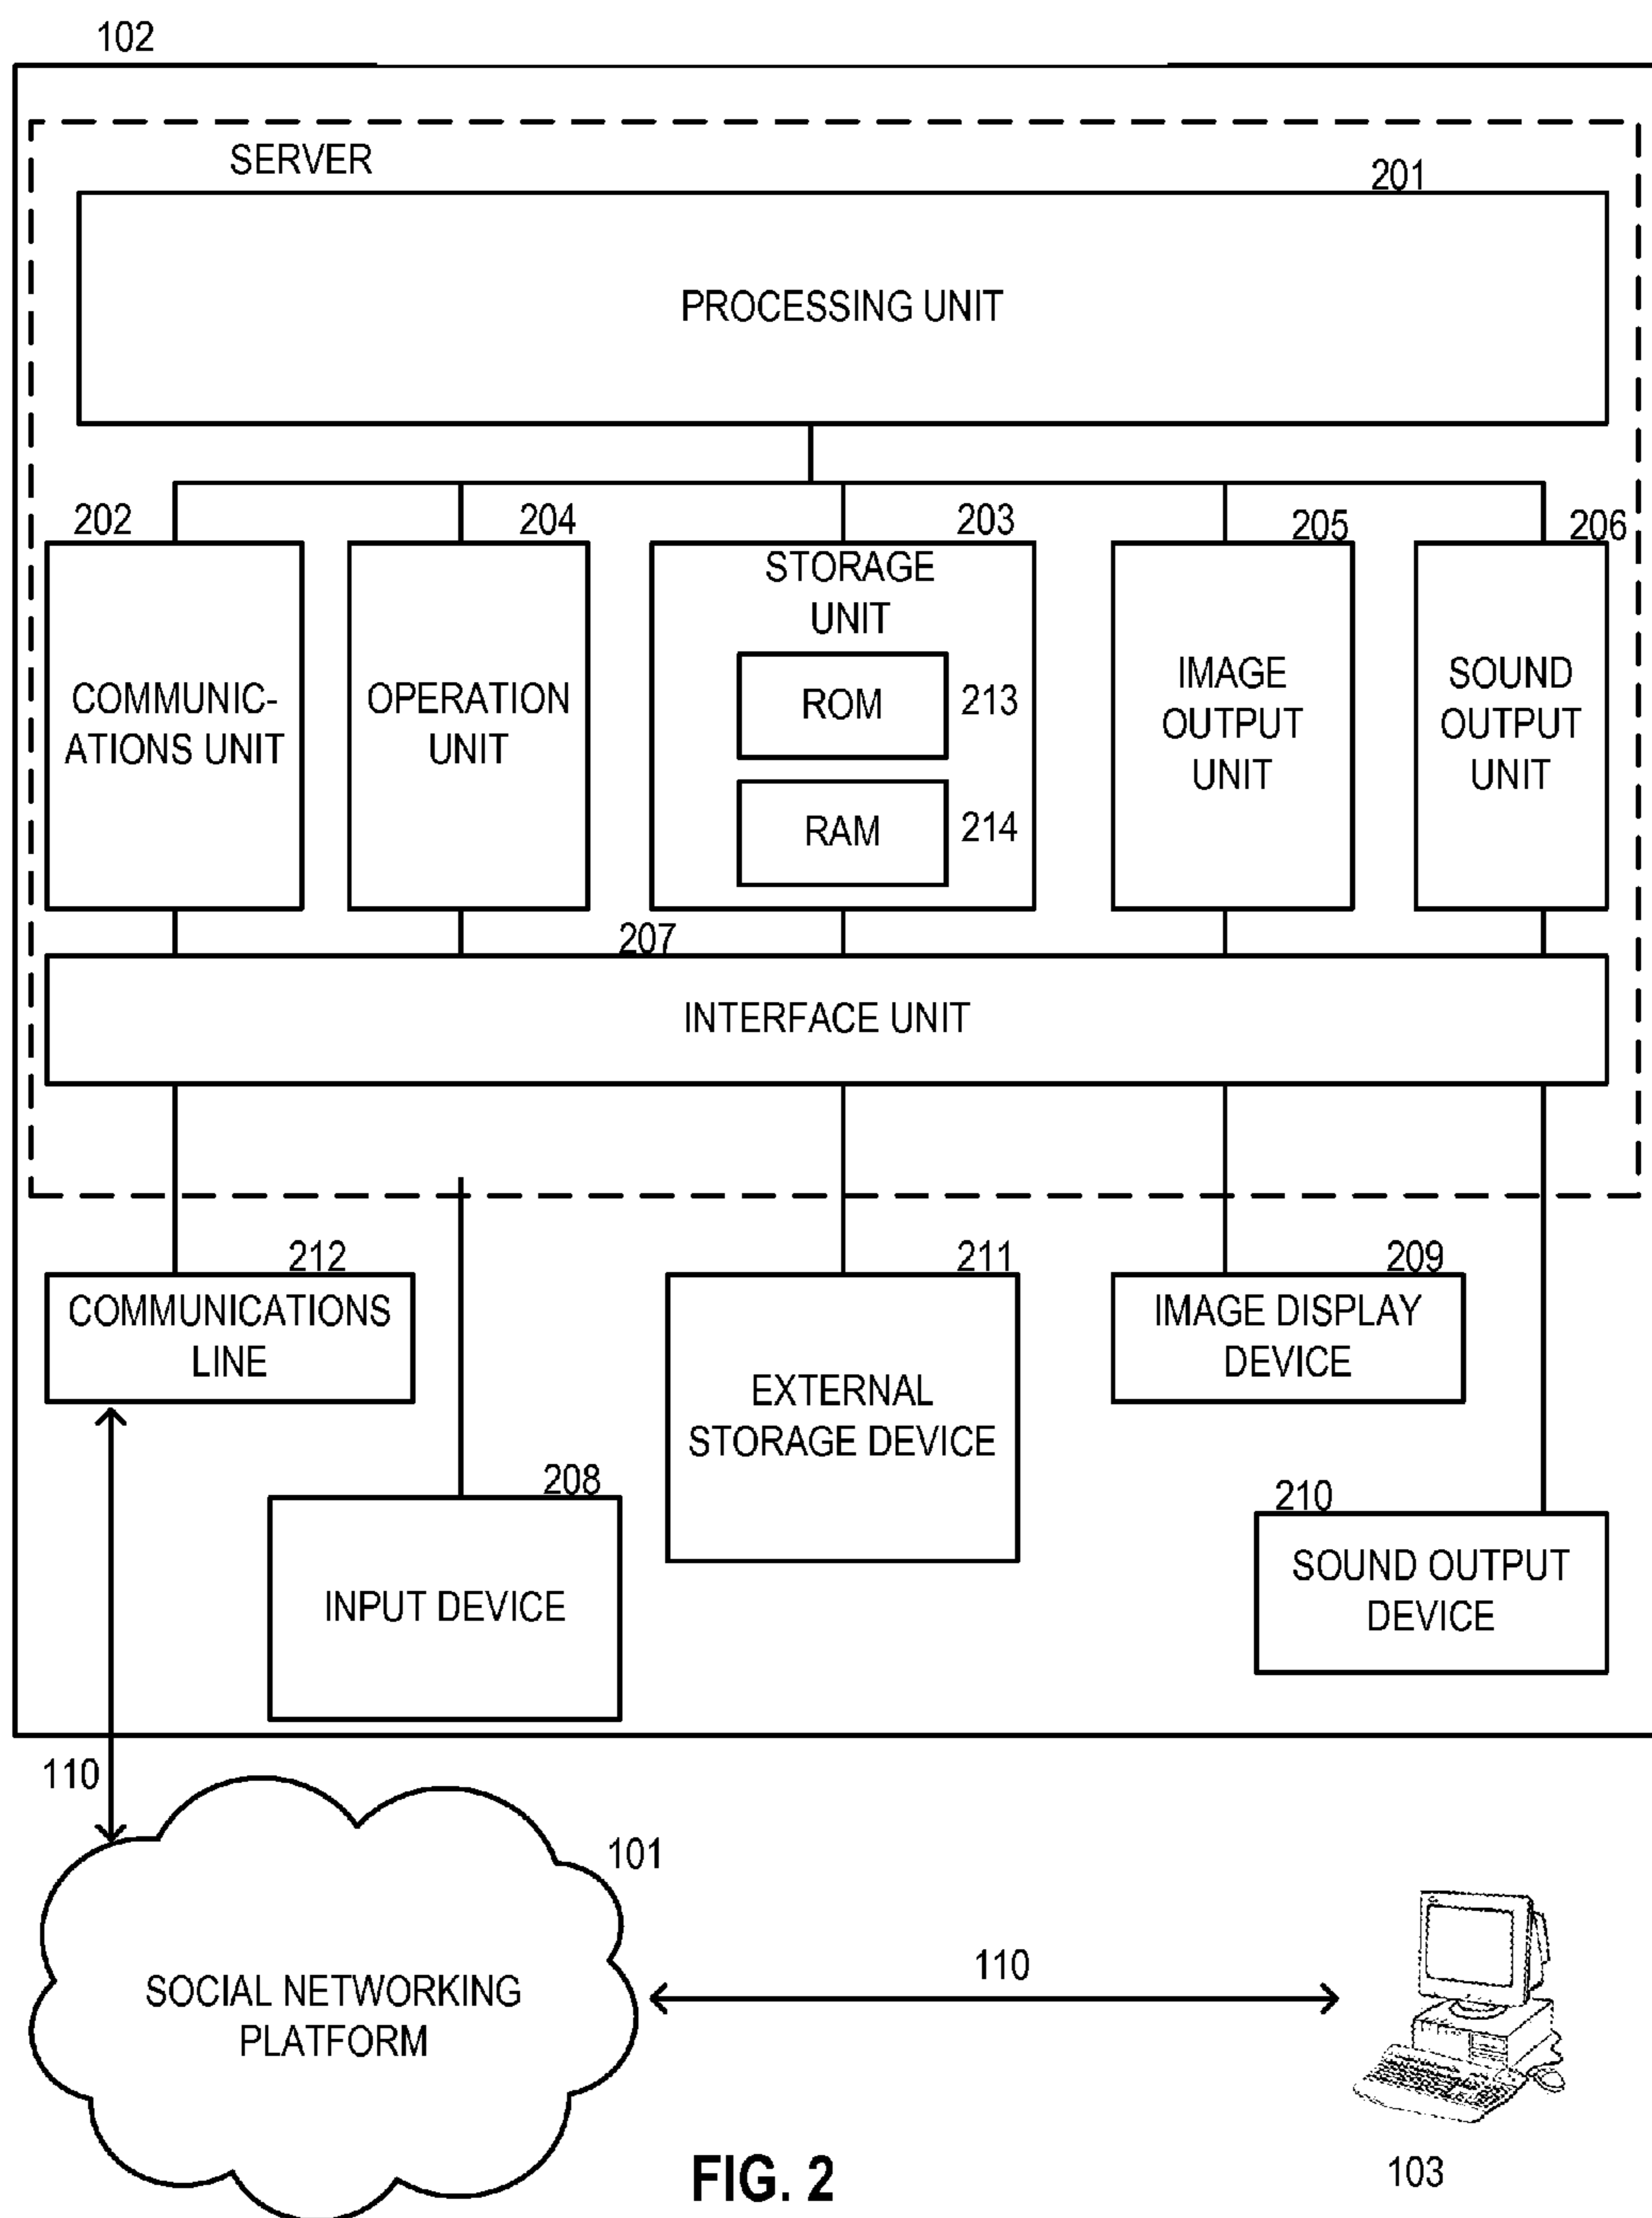 102
SERVER
201
PROCESSING UNIT
202
204
203
205
206
COMMUNIC-
ATIONS UNIT
OPERATION
UNIT
STORAGE
UNIT
ROM
213
RAM
214
IMAGE
OUTPUT
UNIT
SOUND
OUTPUT
UNIT
207
INTERFACE UNIT
212
COMMUNICATIONS
LINE
211
EXTERNAL
STORAGE DEVICE
209
IMAGE DISPLAY
DEVICE
208
INPUT DEVICE
210
SOUND OUTPUT
DEVICE
110
101
SOCIAL NETWORKING
PLATFORM
110
103
FIG. 2